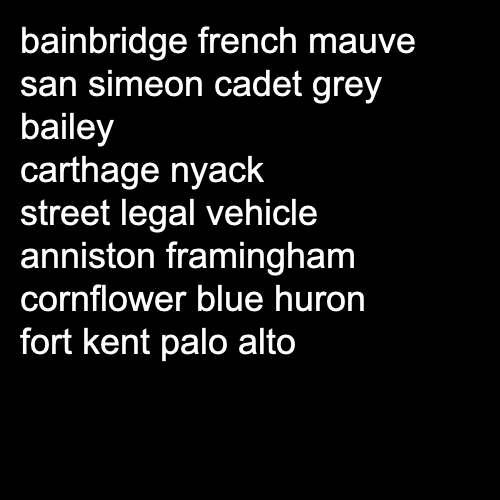 bainbridge french mauve
san simeon cadet grey
bailey
carthage nyack
street legal vehicle
anniston framingham
cornflower blue huron
fort kent palo alto